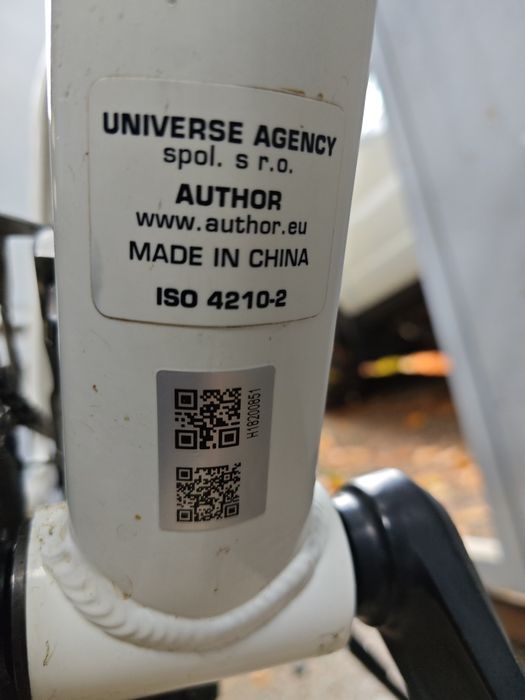 UNIVERSE AGENCY
spol. s r.o.
AUTHOR
www.author.eu
MADE IN CHINA
ISO 4210-2
H18200851